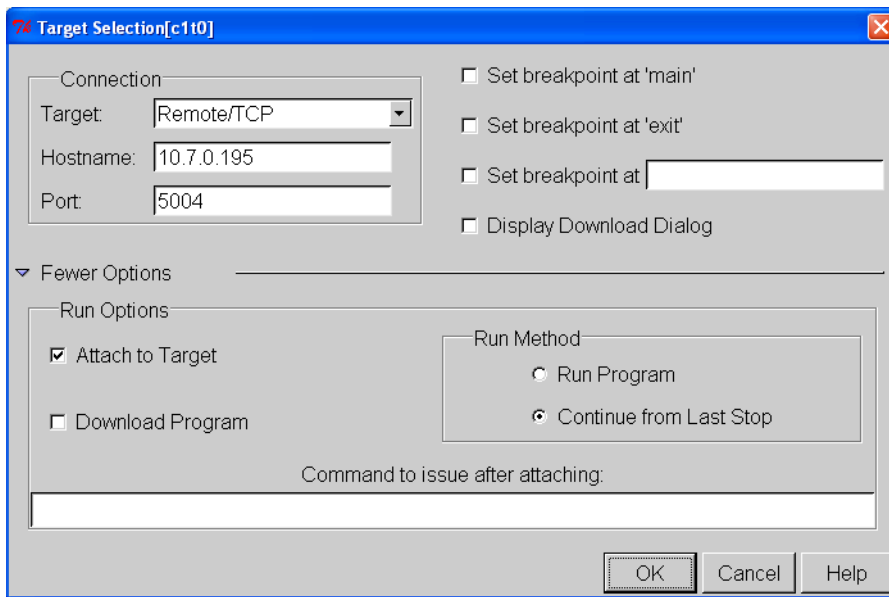 Target Selection[c1t0]
Connection
Target: Remote/TCP
Hostname: 10.7.0.195
Port: 5004
Set breakpoint at 'main'
Set breakpoint at 'exit'
Set breakpoint at
Display Download Dialog
Fewer Options
Run Options
Attach to Target
Download Program
Run Method
Run Program
Continue from Last Stop
Command to issue after attaching:
OK Cancel Help